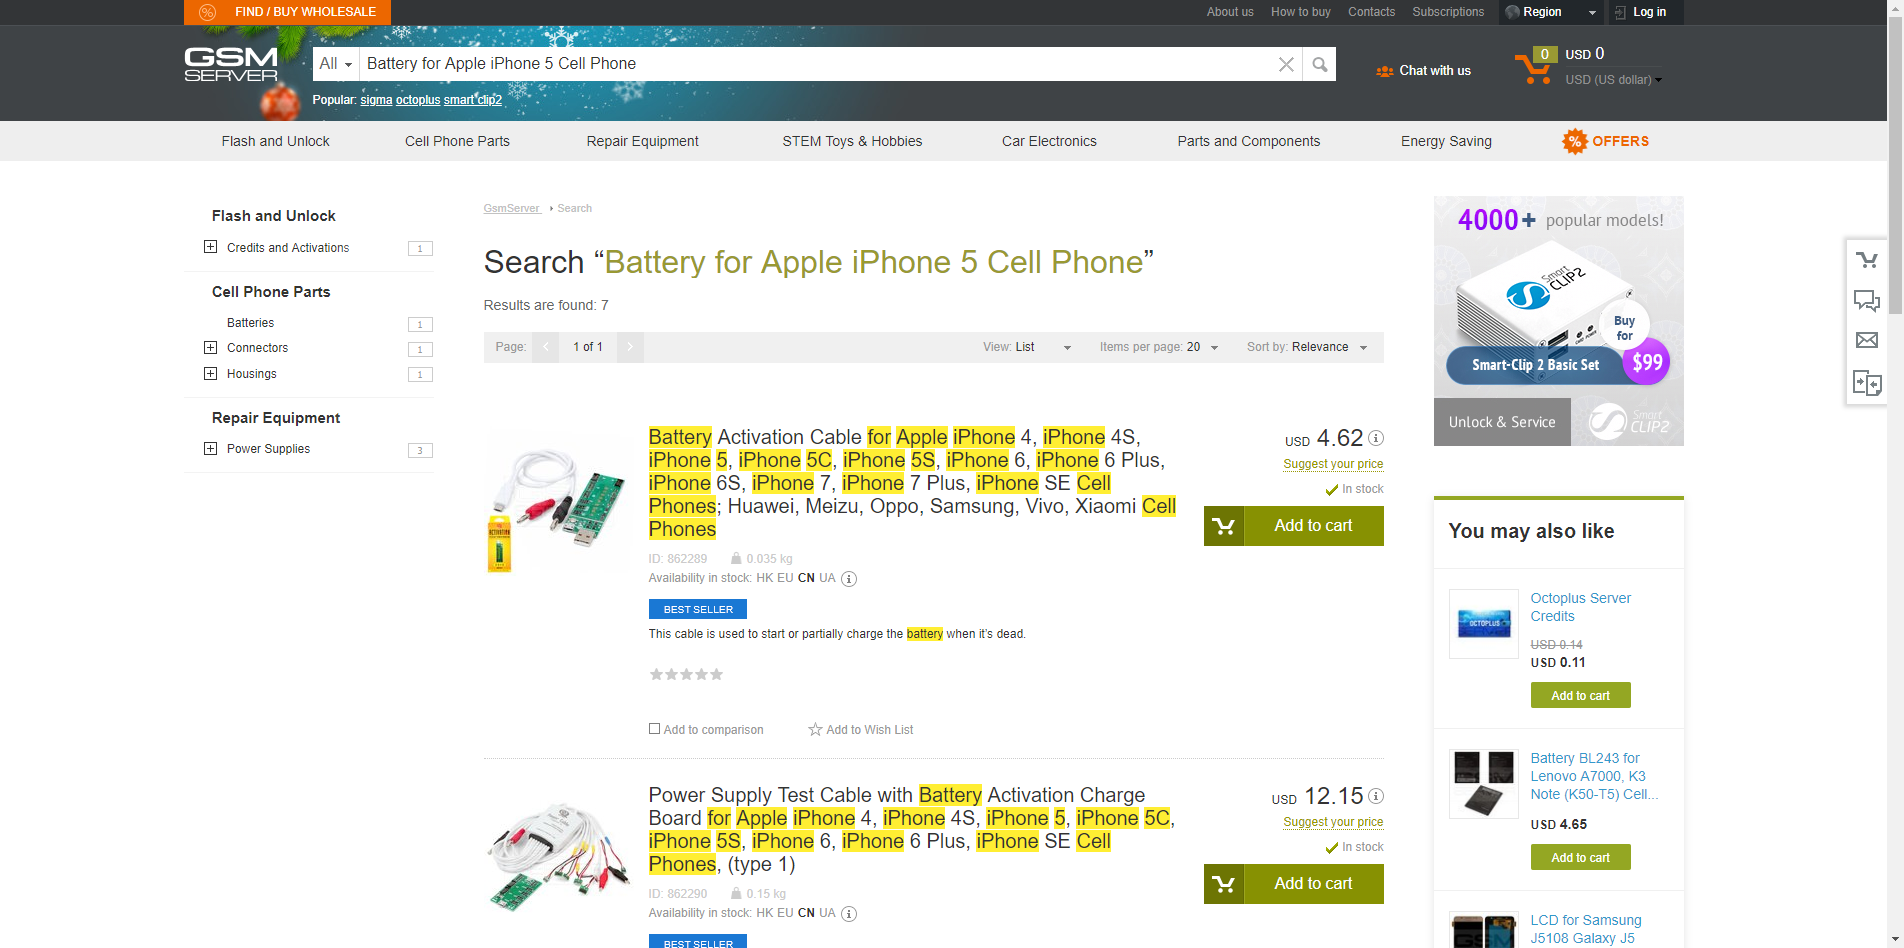 FIND / BUY WHOLESALE
About us
How to buy
Contacts
Subscriptions
Region
Log in
GSM
SERVER
All
Battery for Apple iPhone 5 Cell Phone
Popular: sigma octoplus smart clip2
Chat with us
0
USD 0
USD (US dollar)
Flash and Unlock
Cell Phone Parts
Repair Equipment
STEM Toys & Hobbies
Car Electronics
Parts and Components
Energy Saving
% OFFERS
Flash and Unlock
Credits and Activations 1
Cell Phone Parts
Batteries 1
Connectors 1
Housings 1
Repair Equipment
Power Supplies 3
GsmServer Search
Search “Battery for Apple iPhone 5 Cell Phone”
Results are found: 7
Page: 1 of 1
View: List
Items per page: 20
Sort by: Relevance
Battery Activation Cable for Apple iPhone 4, iPhone 4S,
iPhone 5, iPhone 5C, iPhone 5S, iPhone 6, iPhone 6 Plus,
iPhone 6S, iPhone 7, iPhone 7 Plus, iPhone SE Cell
Phones; Huawei, Meizu, Oppo, Samsung, Vivo, Xiaomi Cell
Phones
ID: 862289 0.035 kg
Availability in stock: HK EU CN UA
BEST SELLER
This cable is used to start or partially charge the battery when it's dead.
Add to comparison
Add to Wish List
USD 4.62
Suggest your price
In stock
Add to cart
ACTIVATION
Power Supply Test Cable with Battery Activation Charge
Board for Apple iPhone 4, iPhone 4S, iPhone 5, iPhone 5C,
iPhone 5S, iPhone 6, iPhone 6 Plus, iPhone SE Cell
Phones, (type 1)
ID: 862290 0.15 kg
Availability in stock: HK EU CN UA
BEST SELLER
USD 12.15
Suggest your price
In stock
Add to cart
4000+ popular models!
Smart
CLIP2
Buy
for
$99
Smart-Clip 2 Basic Set
Unlock & Service
Smart
CLIP2
You may also like
OCTOPLUS
Octoplus Server
Credits
USD 0.14
USD 0.11
Add to cart
Battery BL243 for
Lenovo A7000, K3
Note (K50-T5) Cell...
USD 4.65
Add to cart
LCD for Samsung
J5108 Galaxy J5